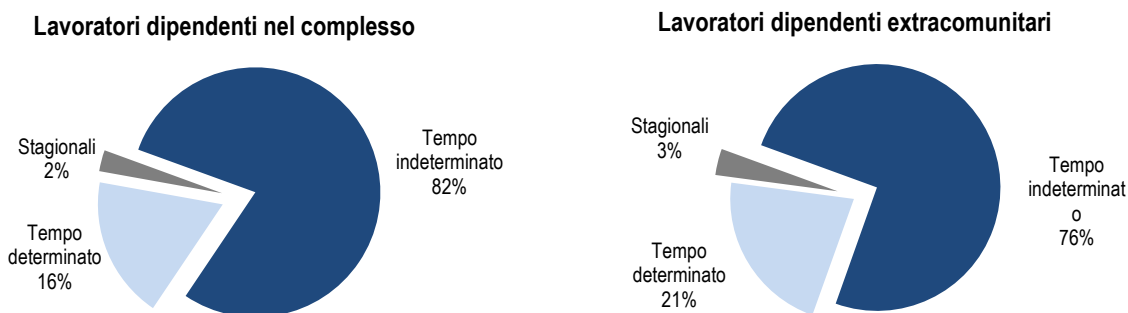 Lavoratori dipendenti nel complesso
Stagionali
2%
Tempo
indeterminato
82%
Tempo
determinato
16%
Lavoratori dipendenti extracomunitari
Stagionali
3%
Tempo
indeterminat
o
76%
Tempo
determinato
21%